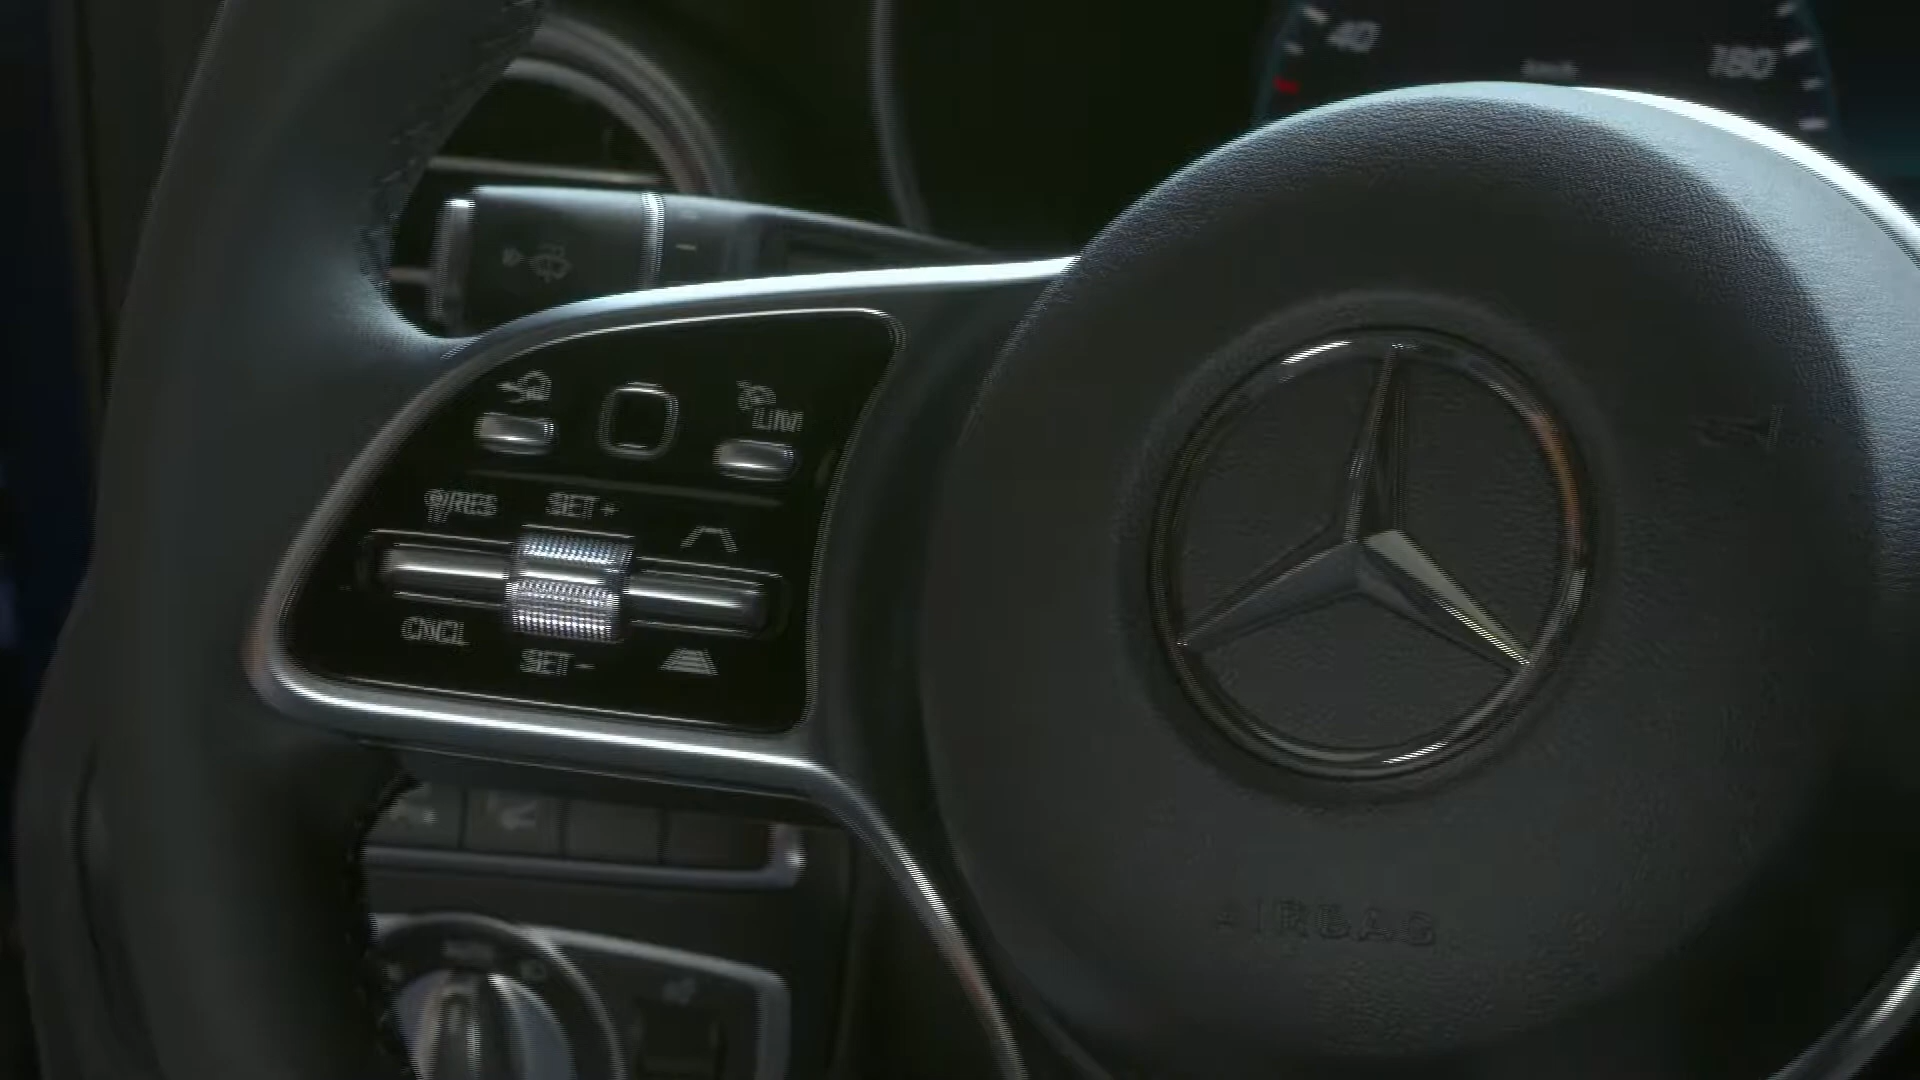 40
180
LIM
RES
SET +
CNCL
SET -
AIRBAG